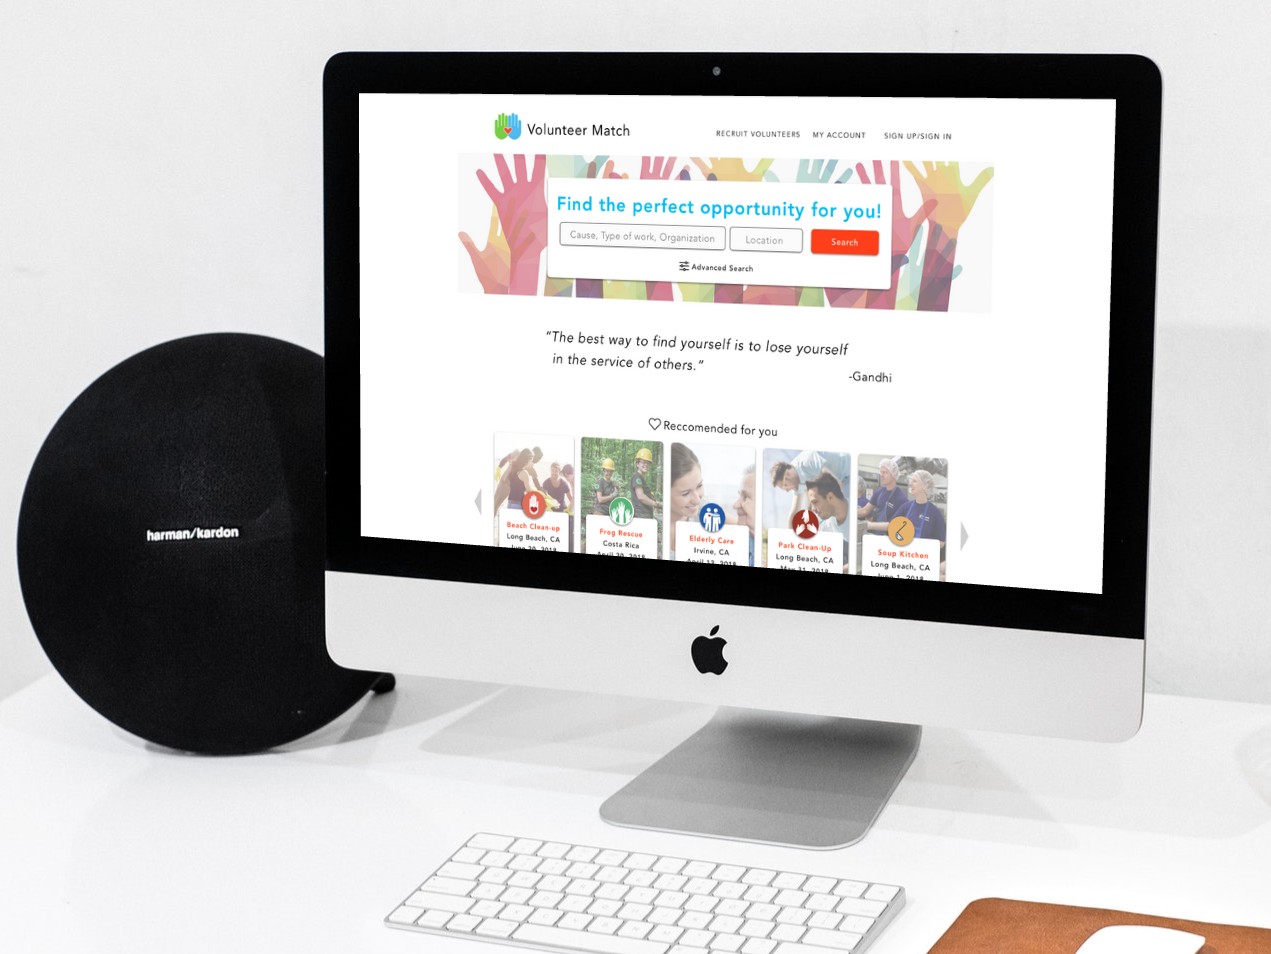 Volunteer Match
RECRUIT VOLUNTEERS MY ACCOUNT SIGN UP/SIGN IN
Find the perfect opportunity for you!
Cause, Type of work, Organization Location Search
Advanced Search
"The best way to find yourself is to lose yourself
in the service of others."
-Gandhi
Reccomended for you
Beach Clean-up
Long Beach, CA
June 20, 2018
Frog Rescue
Costa Rica
April 20, 2018
Elderly Care
Irvine, CA
April 12, 2018
Park Clean-Up
Long Beach, CA
May 31, 2018
Soup Kitchen
Long Beach, CA
June 1, 2018
harman/kardon